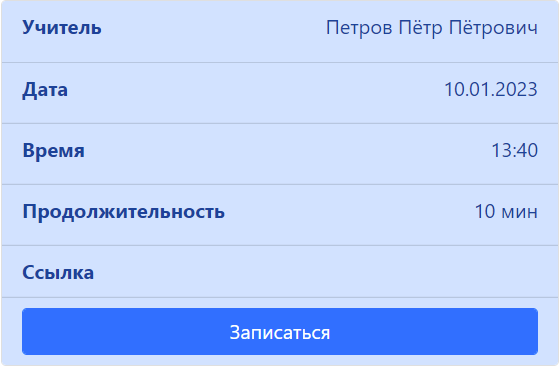 Учитель Петров Пётр Пётрович
Дата 10.01.2023
Время 13:40
Продолжительность 10 мин
Ссылка
Записаться